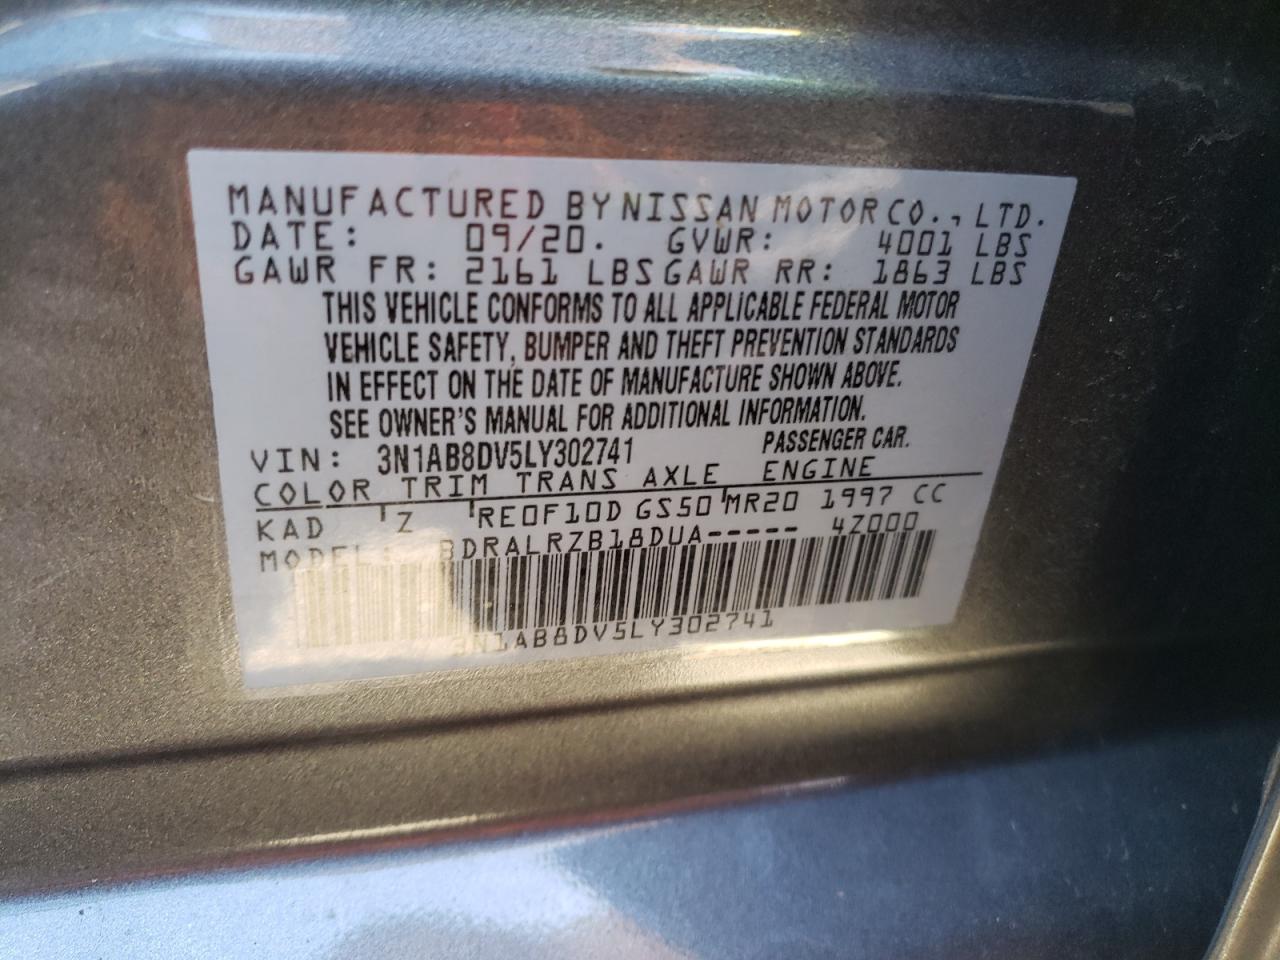 MANUFACTURED BY NISSAN MOTOR CO., LTD.
DATE: 09/20. GVWR: 4001 LBS
GAWR FR: 2161 LBS GAWR RR: 1863 LBS
THIS VEHICLE CONFORMS TO ALL APPLICABLE FEDERAL MOTOR
VEHICLE SAFETY, BUMPER AND THEFT PREVENTION STANDARDS
IN EFFECT ON THE DATE OF MANUFACTURE SHOWN ABOVE.
SEE OWNER'S MANUAL FOR ADDITIONAL INFORMATION.
VIN: 3N1AB8DV5LY302741 PASSENGER CAR.
COLOR TRIM TRANS AXLE ENGINE
KAD Z RE0F10D GS50 MR20 1997 CC
MODEL: BDRALRZB18DUA----- 4Z000
3N1AB8DV5LY302741